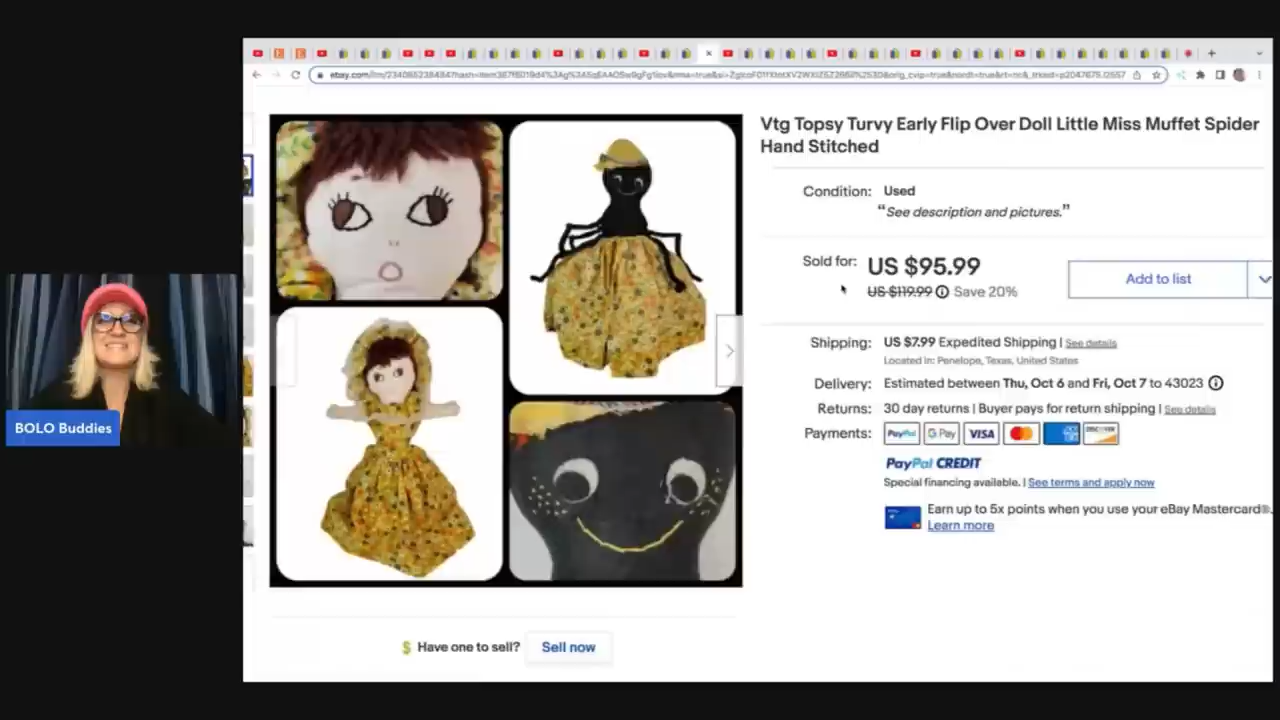 Vtg Topsy Turvy Early Flip Over Doll Little Miss Muffet Spider
Hand Stitched
Condition: Used
“See description and pictures.”
Sold for: US $95.99
Add to list
US $119.99 Save 20%
Shipping: US $7.99 Expedited Shipping | See details
Located in: Penelope, Texas, United States
Delivery: Estimated between Thu, Oct 6 and Fri, Oct 7 to 43023
Returns: 30 day returns | Buyer pays for return shipping | See details
Payments: PayPal G Pay VISA DISCOVER
BOLO Buddies
PayPal CREDIT
Special financing available. | See terms and apply now
Earn up to 5x points when you use your eBay Mastercard®.
Learn more
$ Have one to sell? Sell now